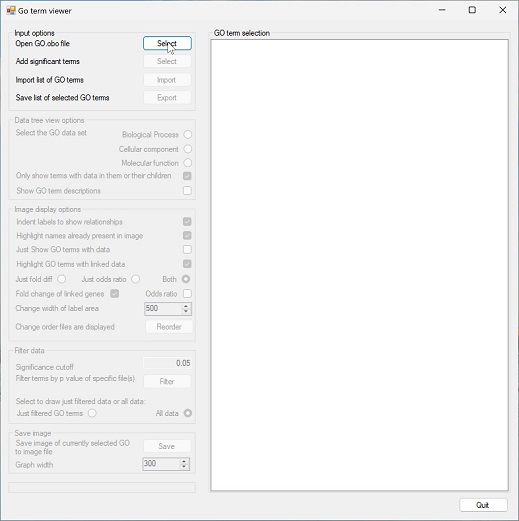 Go term viewer
Input options
Open GO.obo file Select
Add significant terms Select
Import list of GO terms Import
Save list of selected GO terms Export
Data tree view options
Select the GO data set Biological Process
Cellular component
Molecular function
Only show terms with data in them or their children
Show GO term descriptions
Image display options
Indent labels to show relationships
Highlight names already present in image
Just Show GO terms with data
Highlight GO terms with linked data
Just fold diff Just odds ratio Both
Fold change of linked genes Odds ratio
Change width of label area 500
Change order files are displayed Reorder
Filter data
Significance cutoff 0.05
Filter terms by p value of specific file(s) Filter
Select to draw just filtered data or all data:
Just filtered GO terms All data
Save image
Save image of currently selected GO
to image file Save
Graph width 300
GO term selection
Quit